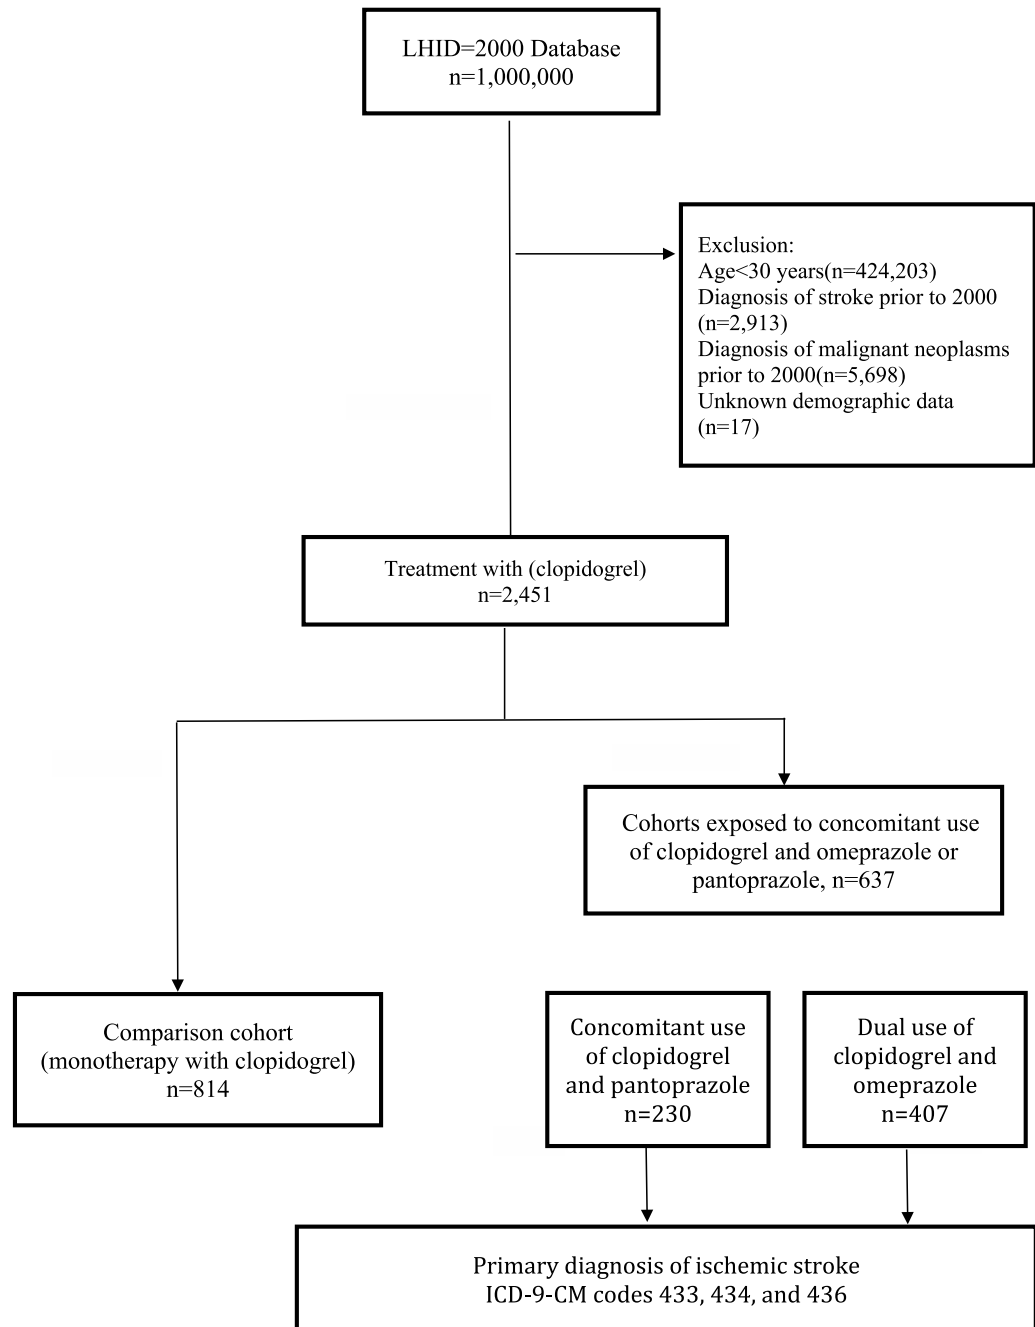 LHID=2000 Database
n=1,000,000
Exclusion:
Age<30 years(n=424,203)
Diagnosis of stroke prior to 2000
(n=2,913)
Diagnosis of malignant neoplasms
prior to 2000(n=5,698)
Unknown demographic data
(n=17)
Treatment with (clopidogrel)
n=2,451
Cohorts exposed to concomitant use
of clopidogrel and omeprazole or
pantoprazole, n=637
Comparison cohort
(monotherapy with clopidogrel)
n=814
Concomitant use
of clopidogrel
and pantoprazole
n=230
Dual use of
clopidogrel and
omeprazole
n=407
Primary diagnosis of ischemic stroke
ICD-9-CM codes 433, 434, and 436